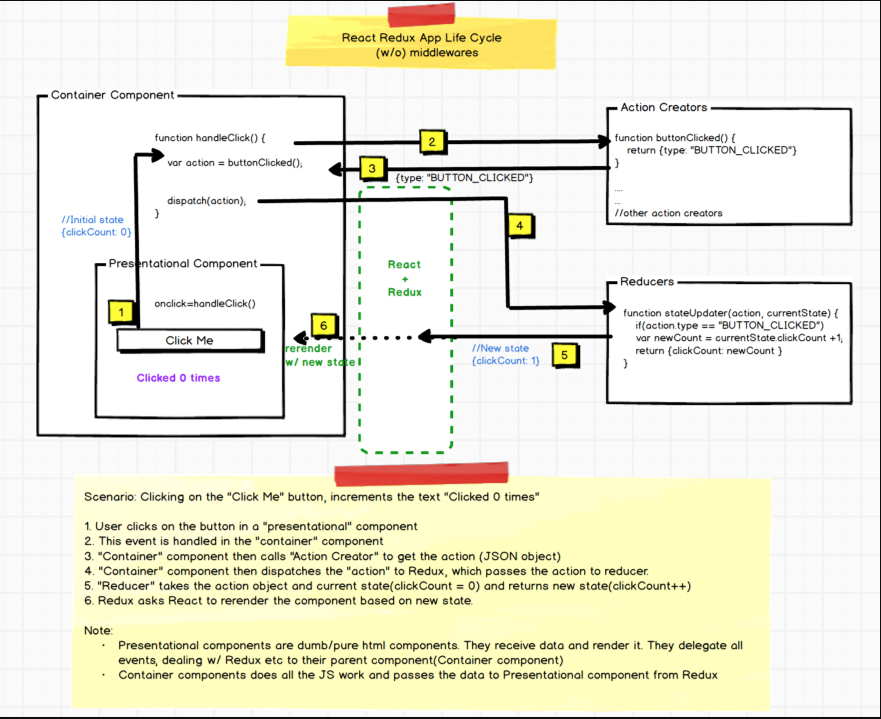 React Redux App Life Cycle
(w/o) middlewares
Container Component
function handleClick() {
var action = buttonClicked();
dispatch(action);
}
//Initial state
{clickCount: 0}
Presentational Component
1
onclick=handleClick()
Click Me
Clicked 0 times
2
3
{type: "BUTTON_CLICKED"}
Action Creators
function buttonClicked() {
return {type: "BUTTON_CLICKED"}
}
....
...
//other action creators
4
React
+
Redux
6
rerender
w/ new state
//New state
{clickCount: 1}
5
Reducers
function stateUpdater(action, currentState) {
if(action.type == "BUTTON_CLICKED")
var newCount = currentState.clickCount +1;
return {clickCount: newCount }
}
Scenario: Clicking on the "Click Me" button, increments the text "Clicked 0 times"
1. User clicks on the button in a "presentational" component
2. This event is handled in the "container" component
3. "Container" component then calls "Action Creator" to get the action (JSON object)
4. "Container" component then dispatches the "action" to Redux, which passes the action to reducer.
5. "Reducer" takes the action object and current state(clickCount = 0) and returns new state(clickCount++)
6. Redux asks React to rerender the component based on new state.
Note:
• Presentational components are dumb/pure html components. They receive data and render it. They delegate all
events, dealing w/ Redux etc to their parent component(Container component)
• Container components does all the JS work and passes the data to Presentational component from Redux